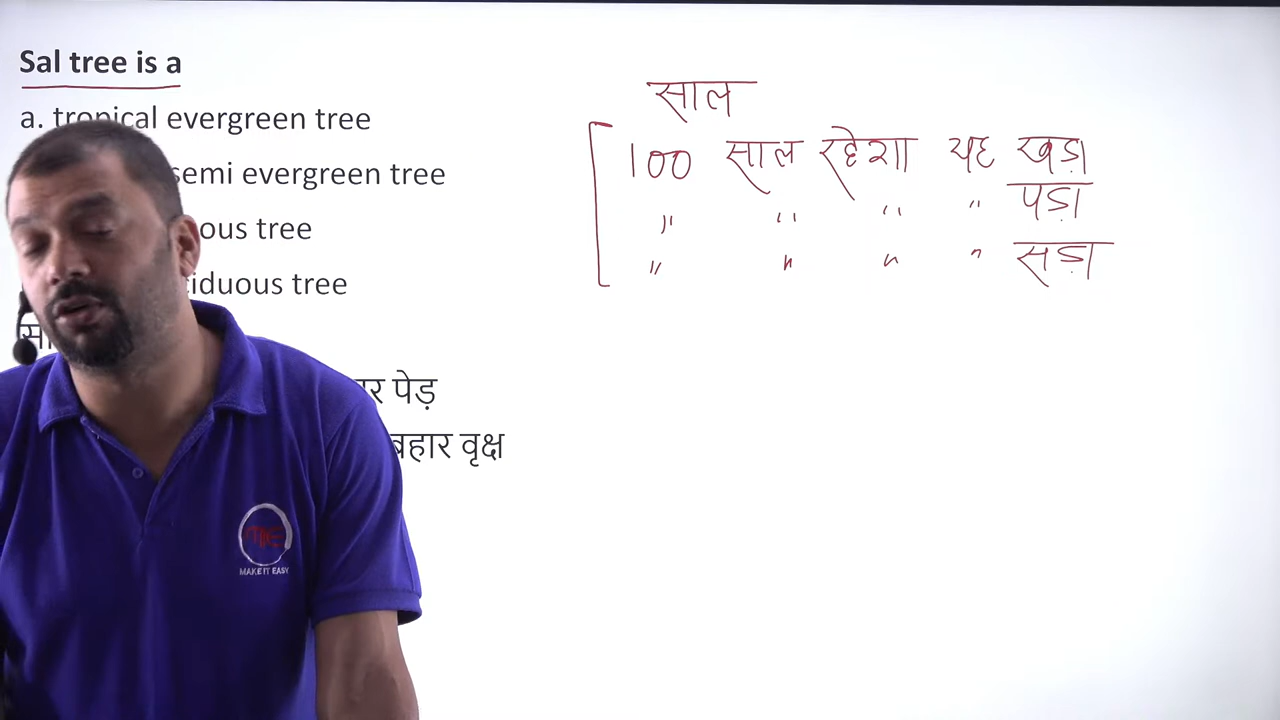 Sal tree is a
a. tropical evergreen tree
semi evergreen tree
ous tree
ciduous tree
सा
र पेड़
बहार वृक्ष
साल
100 साल रहेगा यह खड़ा
" " " " पड़ा
" " " " सड़ा
MAKE IT EASY